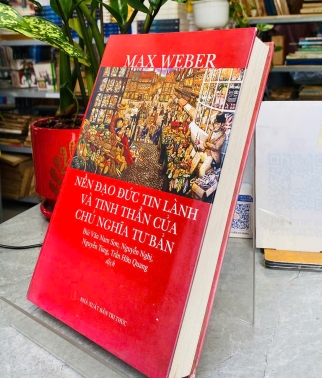 MAX WEBER
NỀN ĐẠO ĐỨC TIN LÀNH
VÀ TINH THẦN CỦA
CHỦ NGHĨA TƯ BẢN
Bùi Văn Nam Sơn, Nguyễn Nghị,
Nguyễn Tùng, Trần Hữu Quang
dịch
NHÀ XUẤT BẢN TRI THỨC